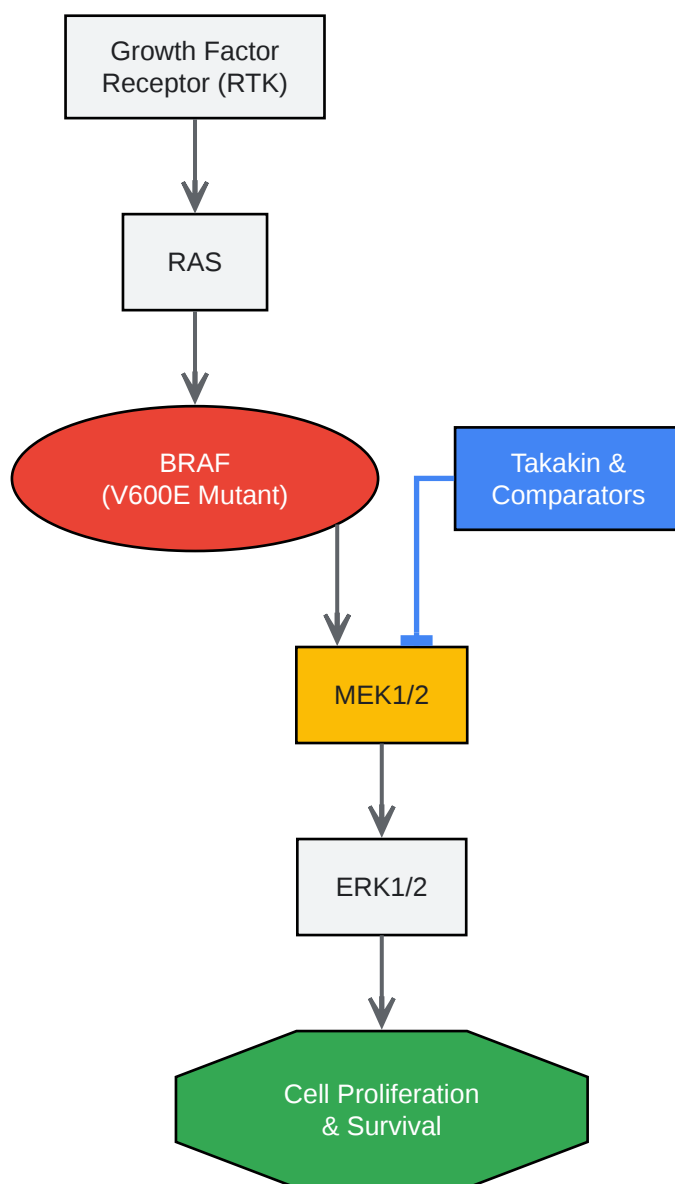 Growth Factor
Receptor (RTK)
RAS
BRAF
(V600E Mutant)
Takakin &
Comparators
MEK1/2
ERK1/2
Cell Proliferation
& Survival